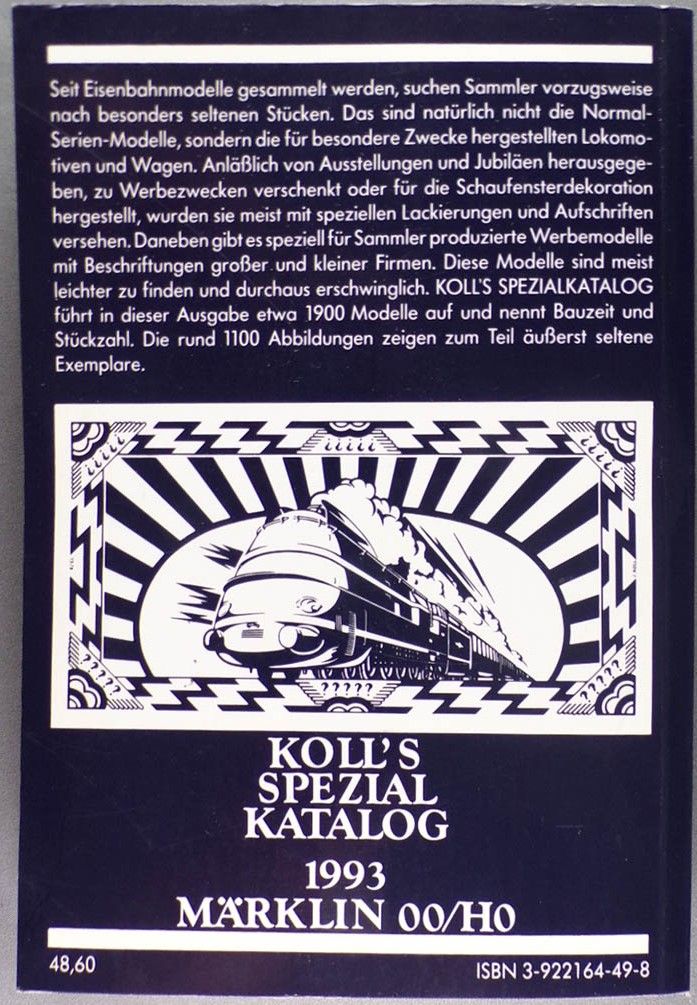 Seit Eisenbahnmodelle gesammelt werden, suchen Sammler vorzugsweise
nach besonders seltenen Stücken. Das sind natürlich nicht die Normal-
Serien-Modelle, sondern die für besondere Zwecke hergestellten Lokomo-
tiven und Wagen. Anläßlich von Ausstellungen und Jubiläen herausgege-
ben, zu Werbezwecken verschenkt oder für die Schaufensterdekoration
hergestellt, wurden sie meist mit speziellen Lackierungen und Aufschriften
versehen. Daneben gibt es speziell für Sammler produzierte Werbemodelle
mit Beschriftungen großer und kleiner Firmen. Diese Modelle sind meist
leichter zu finden und durchaus erschwinglich. KOLL'S SPEZIALKATALOG
führt in dieser Ausgabe etwa 1900 Modelle auf und nennt Bauzeit und
Stückzahl. Die rund 1100 Abbildungen zeigen zum Teil äußerst seltene
Exemplare.
¿¿¿¿¿ ¿¿¿¿¿ ¿¿¿¿¿
????? ????? ?????
KOLL'S
SPEZIAL
KATALOG
1993
MÄRKLIN 00/H0
48,60
ISBN 3-922164-49-8